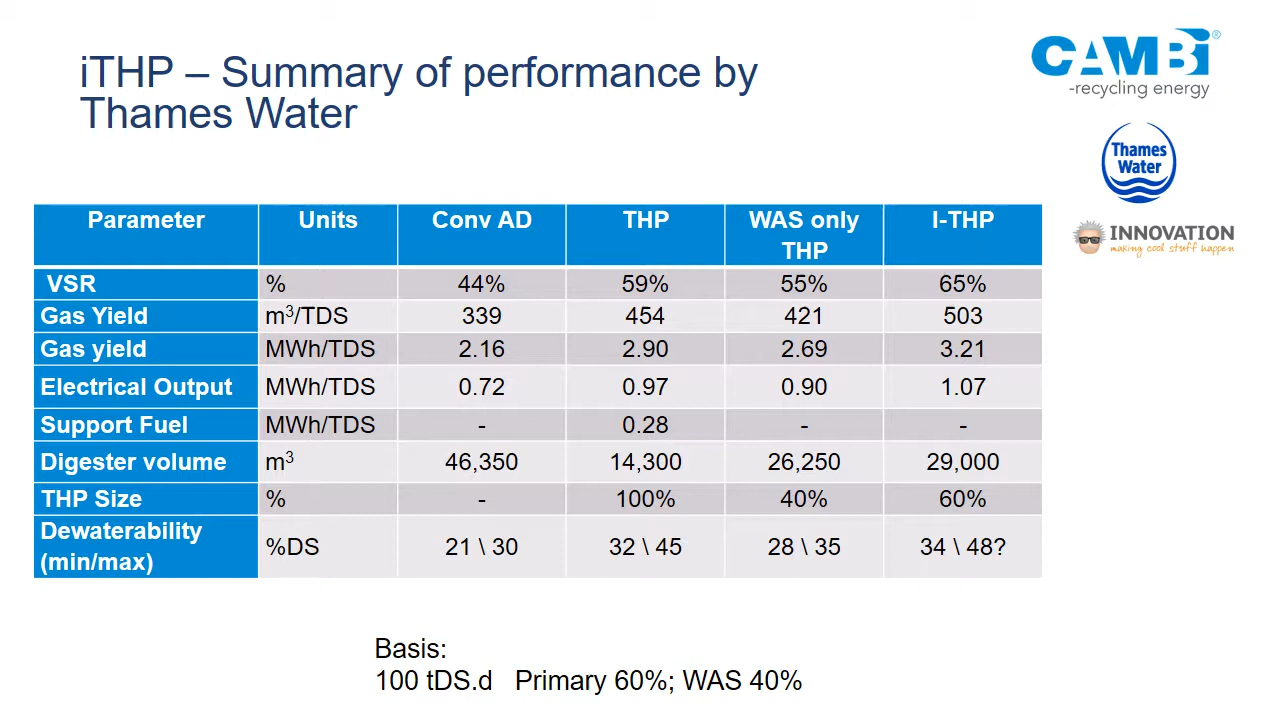 iTHP – Summary of performance by
Thames Water
CAMBi®
-recycling energy
Thames
Water
INNOVATION
making cool stuff happen
Parameter Units Conv AD THP WAS only THP I-THP
VSR % 44% 59% 55% 65%
Gas Yield m³/TDS 339 454 421 503
Gas yield MWh/TDS 2.16 2.90 2.69 3.21
Electrical Output MWh/TDS 0.72 0.97 0.90 1.07
Support Fuel MWh/TDS - 0.28 - -
Digester volume m³ 46,350 14,300 26,250 29,000
THP Size % - 100% 40% 60%
Dewaterability (min/max) %DS 21 \ 30 32 \ 45 28 \ 35 34 \ 48?
Basis:
100 tDS.d Primary 60%; WAS 40%